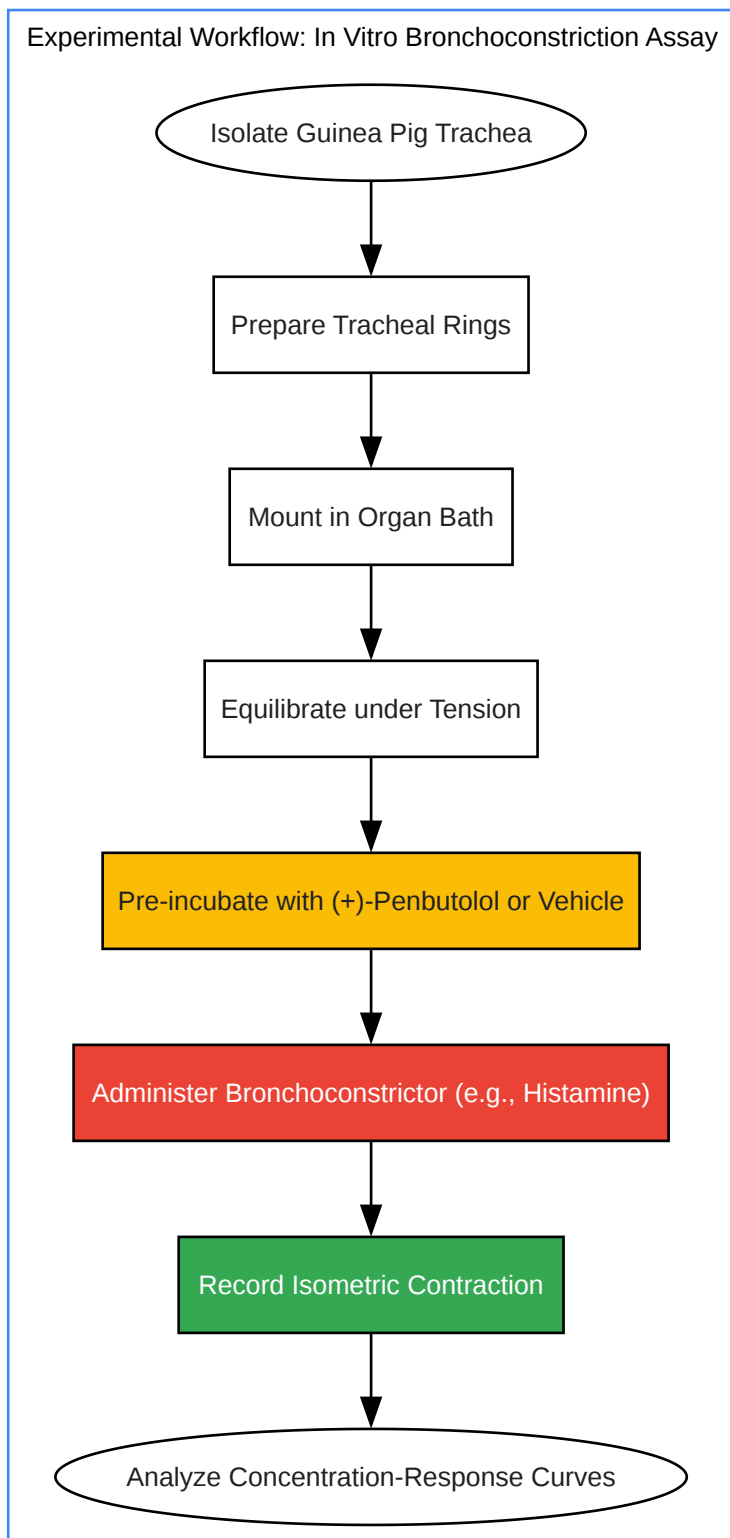 Experimental Workflow: In Vitro Bronchoconstriction Assay
Isolate Guinea Pig Trachea
Prepare Tracheal Rings
Mount in Organ Bath
Equilibrate under Tension
Pre-incubate with (+)-Penbutolol or Vehicle
Administer Bronchoconstrictor (e.g., Histamine)
Record Isometric Contraction
Analyze Concentration-Response Curves